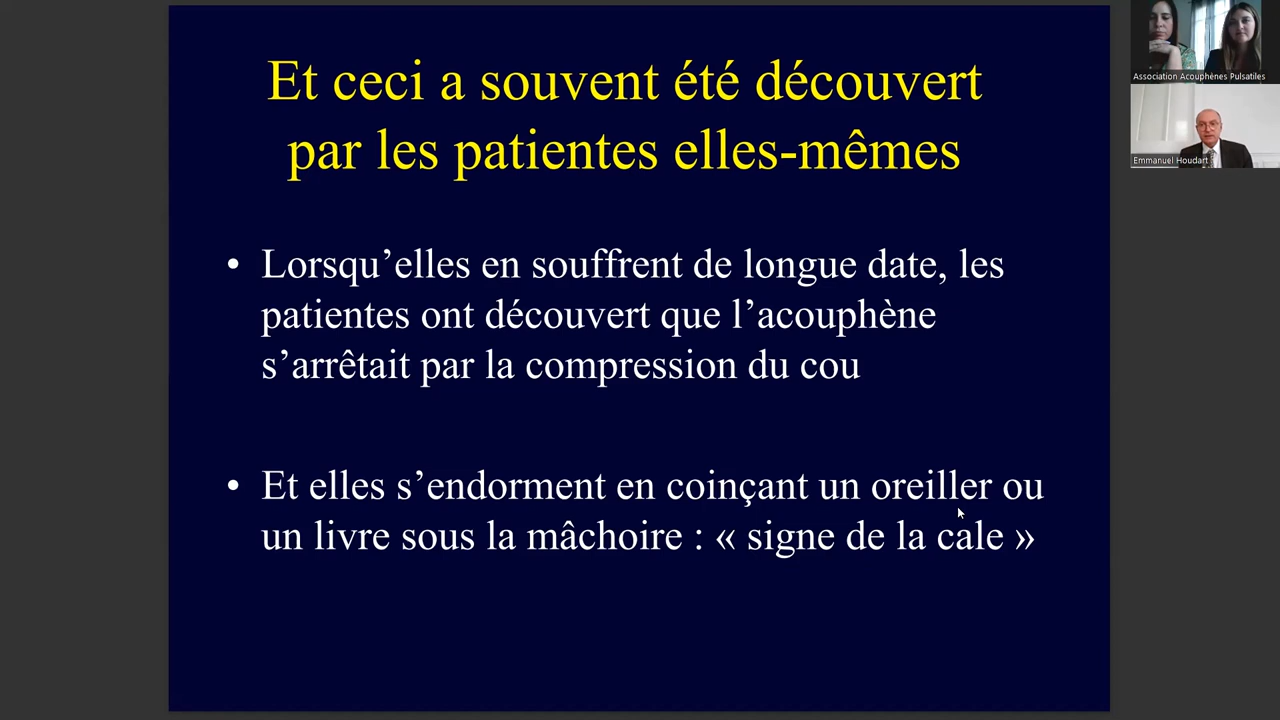 Et ceci a souvent été découvert
par les patientes elles-mêmes
• Lorsqu’elles en souffrent de longue date, les
patientes ont découvert que l’acouphène
s’arrêtait par la compression du cou
• Et elles s’endorment en coinçant un oreiller ou
un livre sous la mâchoire : « signe de la cale »
Association Acouphènes Pulsatiles
Emmanuel Houdart